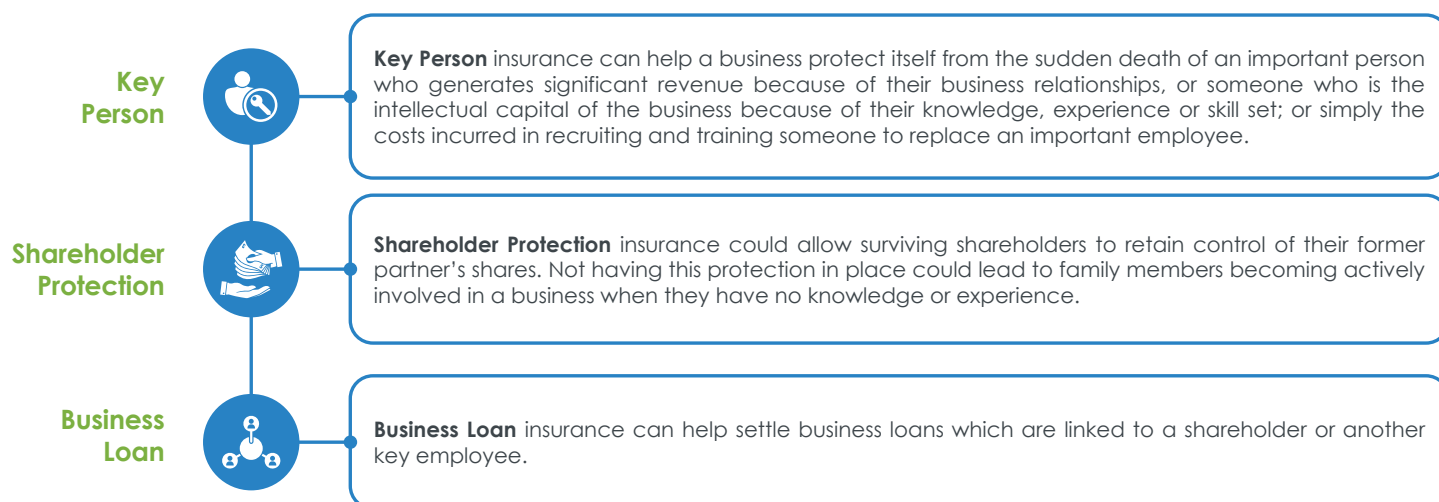 Key
Person
Key Person insurance can help a business protect itself from the sudden death of an important person
who generates significant revenue because of their business relationships, or someone who is the
intellectual capital of the business because of their knowledge, experience or skill set; or simply the
costs incurred in recruiting and training someone to replace an important employee.
Shareholder
Protection
Shareholder Protection insurance could allow surviving shareholders to retain control of their former
partner’s shares. Not having this protection in place could lead to family members becoming actively
involved in a business when they have no knowledge or experience.
Business
Loan
Business Loan insurance can help settle business loans which are linked to a shareholder or another
key employee.